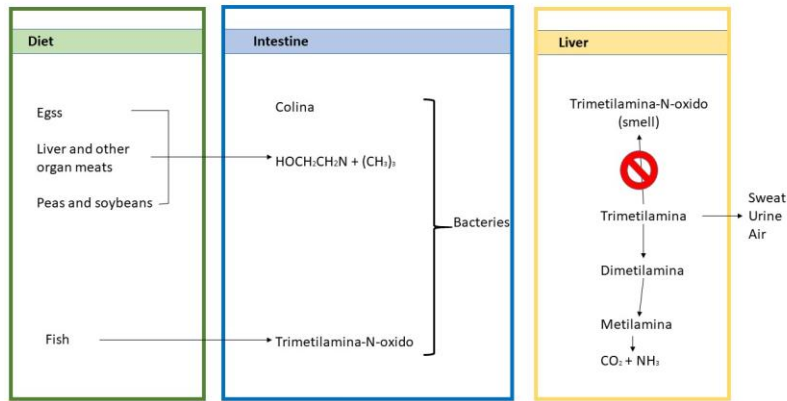 Diet
Egss
Liver and other
organ meats
Peas and soybeans
Fish
Intestine
Colina
HOCH₂CH₂N + (CH₃)₃
Trimetilamina-N-oxido
Bacteries
Liver
Trimetilamina-N-oxido
(smell)
Trimetilamina
Dimetilamina
Metilamina
CO₂ + NH₃
Sweat
Urine
Air